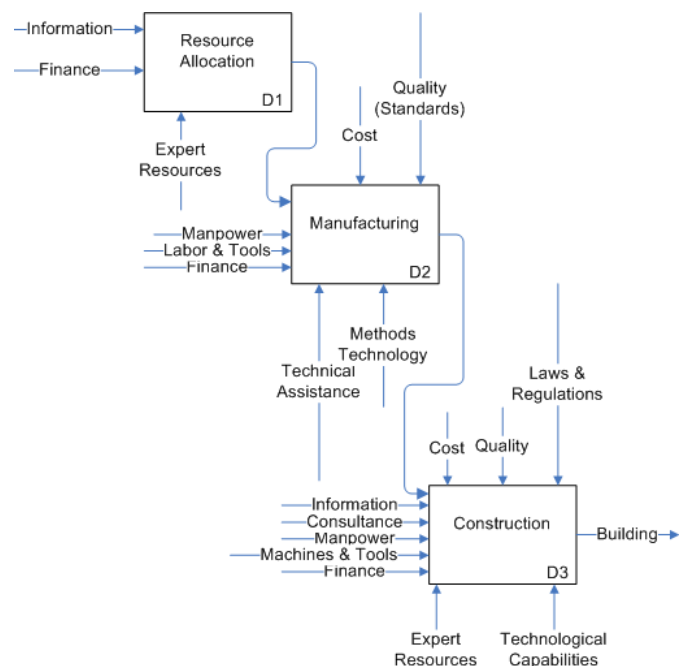 Information
Resource
Allocation
Finance
D1
Expert
Resources
Quality
(Standards)
Cost
Manufacturing
Manpower
Labor & Tools
Finance
D2
Methods
Technology
Technical
Assistance
Laws &
Regulations
Cost
Quality
Information
Consultance
Manpower
Machines & Tools
Finance
Construction
Building
D3
Expert
Resources
Technological
Capabilities